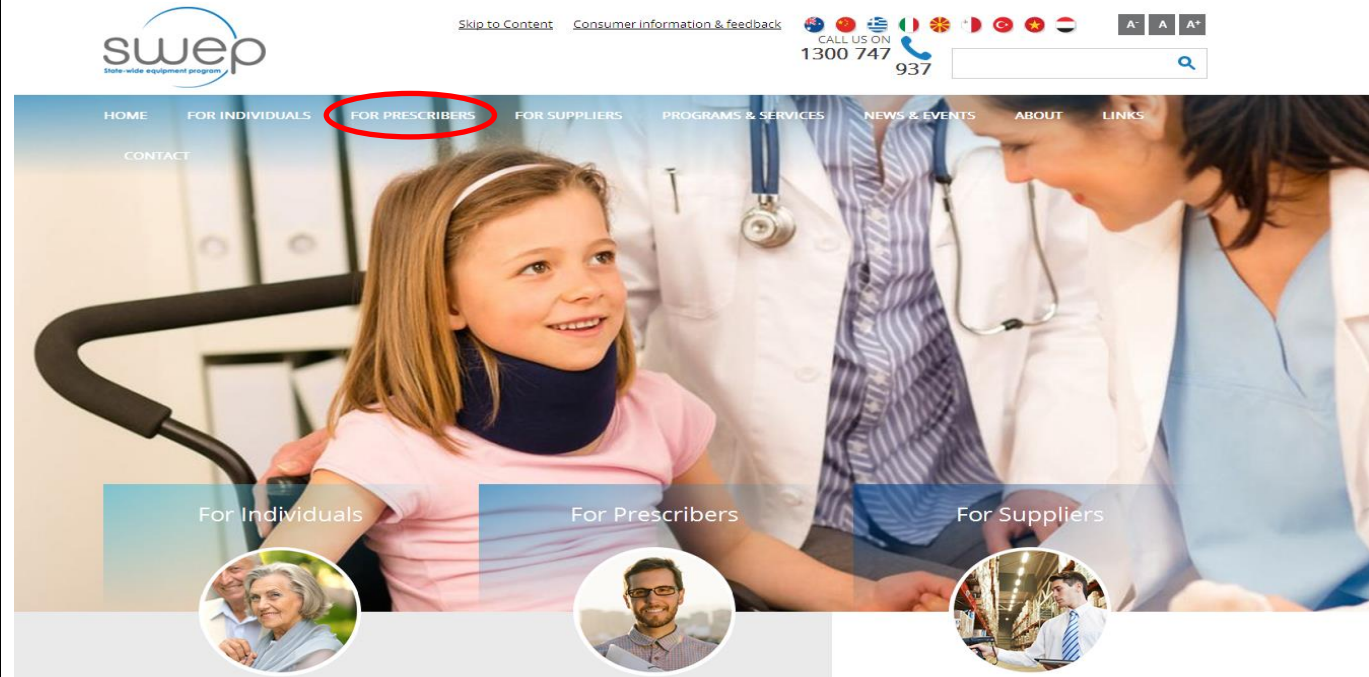 swep
State-wide equipment program
Skip to Content Consumer information & feedback
CALL US ON
1300 747
937
A- A A+
HOME FOR INDIVIDUALS FOR PRESCRIBERS FOR SUPPLIERS PROGRAMS & SERVICES NEWS & EVENTS ABOUT LINKS
CONTACT
For Individuals For Prescribers For Suppliers